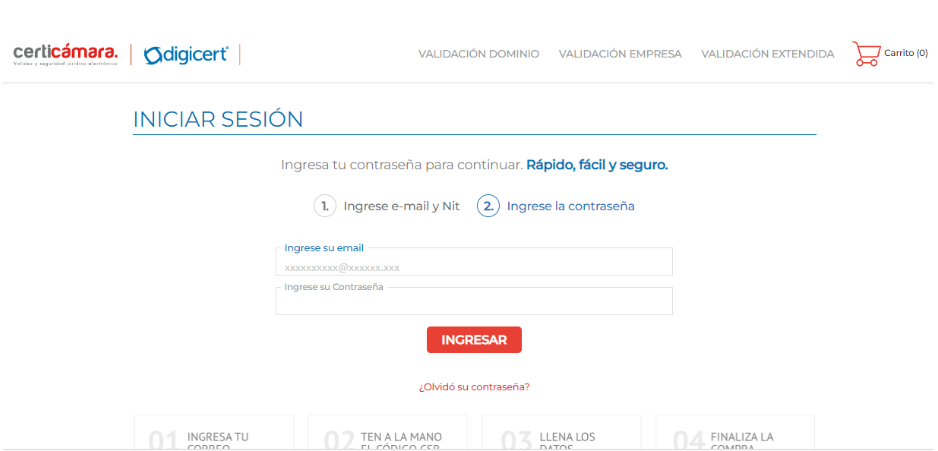 certicámara.
Validez y seguridad jurídica electrónica
digicert
VALIDACIÓN DOMINIO
VALIDACIÓN EMPRESA
VALIDACIÓN EXTENDIDA
Carrito (0)
INICIAR SESIÓN
Ingresa tu contraseña para continuar. Rápido, fácil y seguro.
1. Ingrese e-mail y Nit
2. Ingrese la contraseña
Ingrese su email
xxxxxxxxxx@xxxxxx.xxx
Ingrese su Contraseña
INGRESAR
¿Olvidó su contraseña?
01 INGRESA TU
CORREO
02 TEN A LA MANO
EL CÓDIGO CSR
03 LLENA LOS
DATOS
04 FINALIZA LA
COMPRA